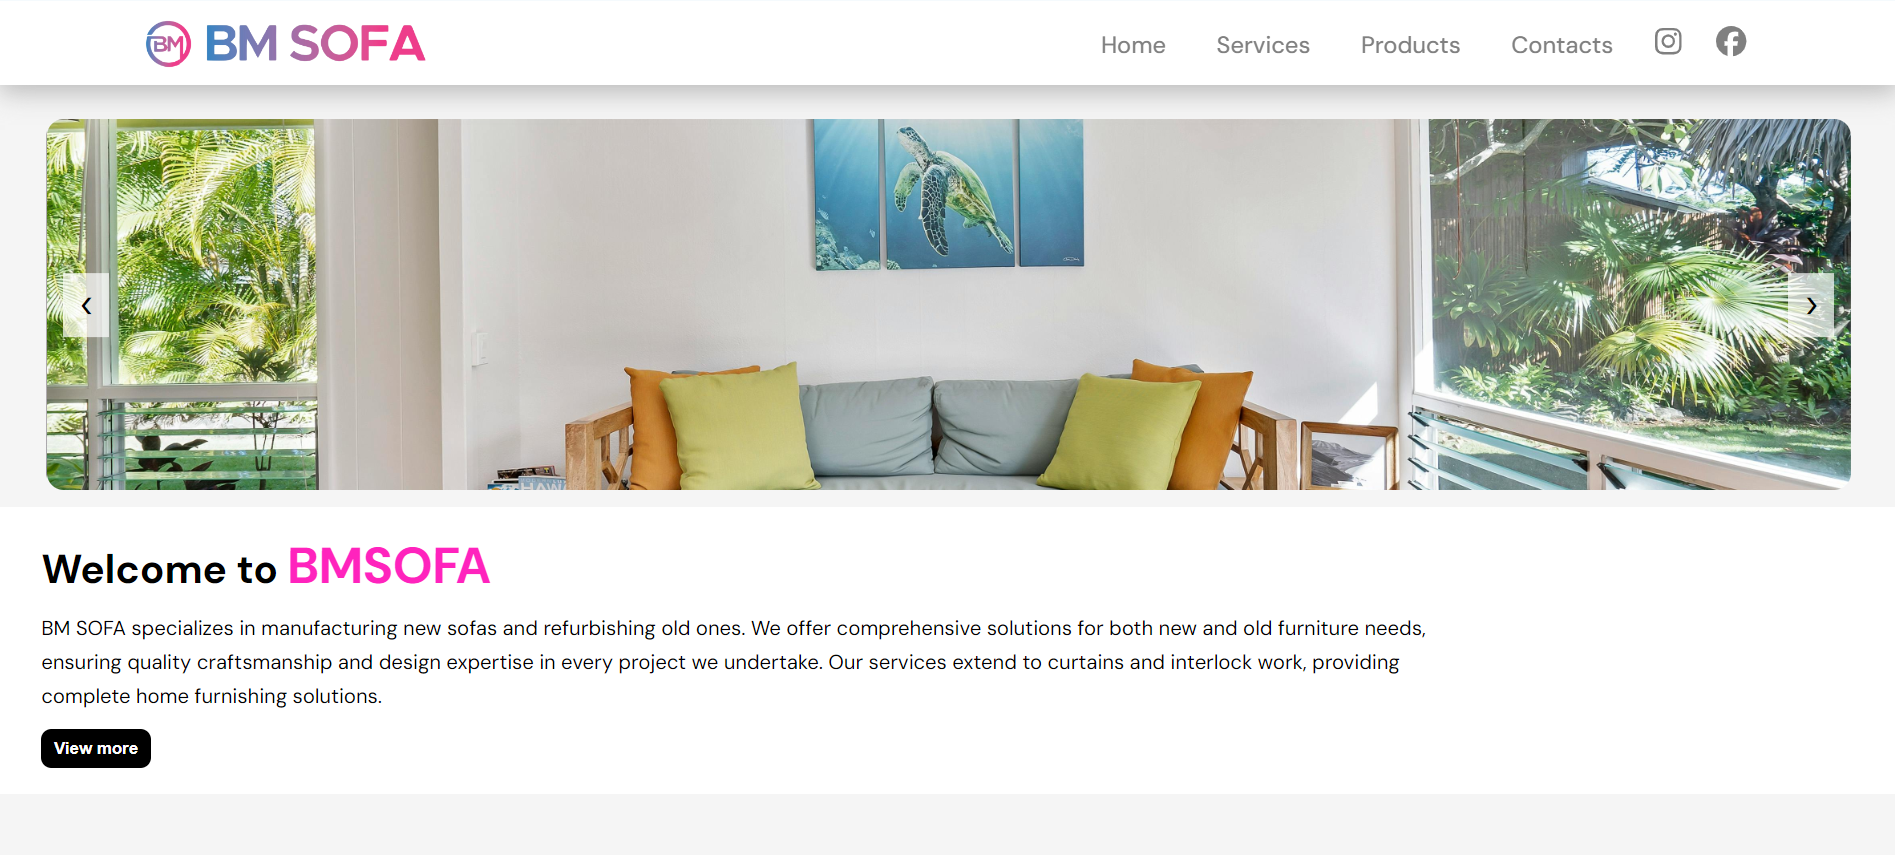 BM BM SOFA
Home Services Products Contacts
‹ ›
HAW
Welcome to BMSOFA
BM SOFA specializes in manufacturing new sofas and refurbishing old ones. We offer comprehensive solutions for both new and old furniture needs,
ensuring quality craftsmanship and design expertise in every project we undertake. Our services extend to curtains and interlock work, providing
complete home furnishing solutions.
View more